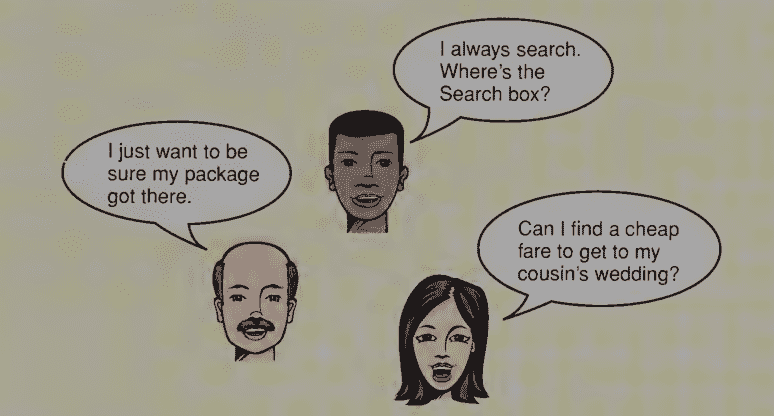 I always search.
Where's the
Search box?
I just want to be
sure my package
got there.
Can I find a cheap
fare to get to my
cousin's wedding?